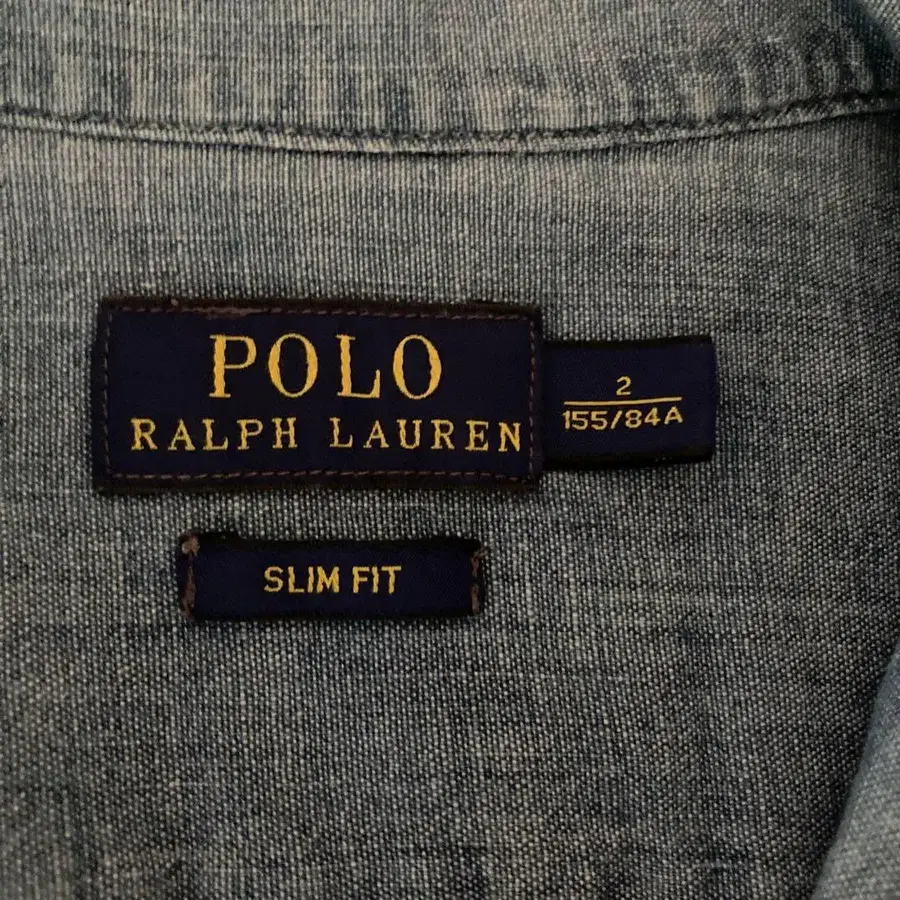 POLO
RALPH LAUREN
2
155/84A
SLIM FIT